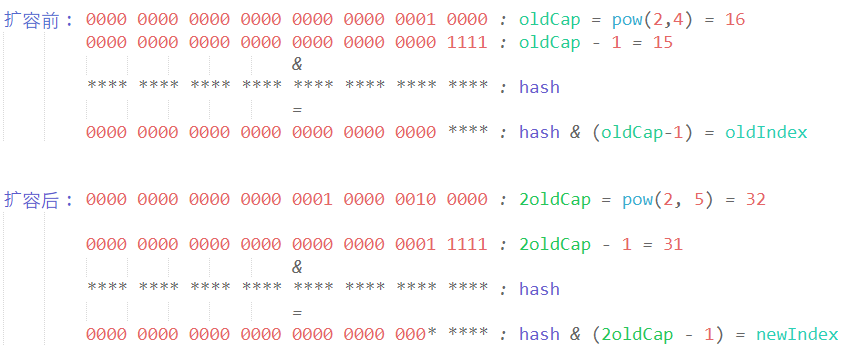 扩容前： 0000 0000 0000 0000 0000 0000 0001 0000 : oldCap = pow(2,4) = 16
0000 0000 0000 0000 0000 0000 0000 1111 : oldCap - 1 = 15
&
**** **** **** **** **** **** **** **** : hash
=
0000 0000 0000 0000 0000 0000 0000 **** : hash & (oldCap-1) = oldIndex
扩容后： 0000 0000 0000 0000 0001 0000 0010 0000 : 2oldCap = pow(2, 5) = 32
0000 0000 0000 0000 0000 0000 0001 1111 : 2oldCap - 1 = 31
&
**** **** **** **** **** **** **** **** : hash
=
0000 0000 0000 0000 0000 0000 000* **** : hash & (2oldCap - 1) = newIndex